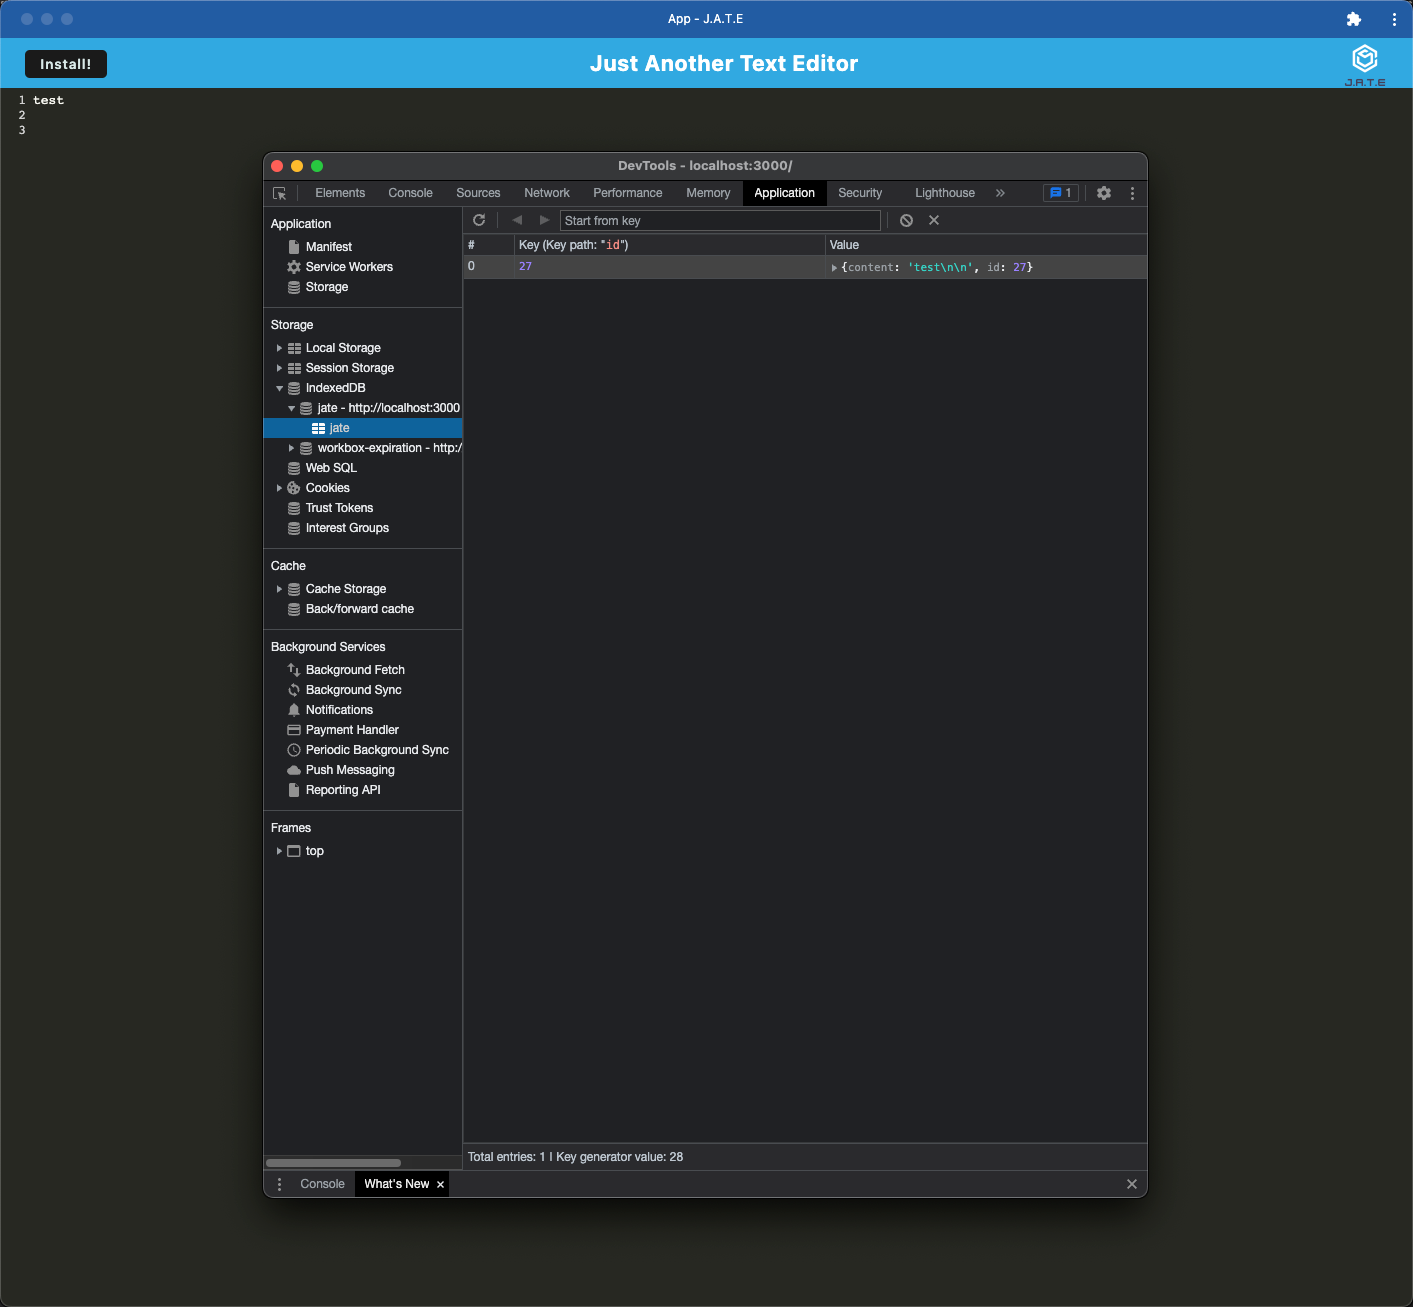 App - J.A.T.E
Install!
Just Another Text Editor
J.A.T.E
1 test
2
3
DevTools - localhost:3000/
Elements Console Sources Network Performance Memory Application Security Lighthouse » 1
Application
Manifest
Service Workers
Storage
Storage
Local Storage
Session Storage
IndexedDB
jate - http://localhost:3000
jate
workbox-expiration - http:/
Web SQL
Cookies
Trust Tokens
Interest Groups
Cache
Cache Storage
Back/forward cache
Background Services
Background Fetch
Background Sync
Notifications
Payment Handler
Periodic Background Sync
Push Messaging
Reporting API
Frames
top
Start from key
# Key (Key path: "id") Value
0 27 {content: 'test\n\n', id: 27}
Total entries: 1 | Key generator value: 28
Console What's New ×